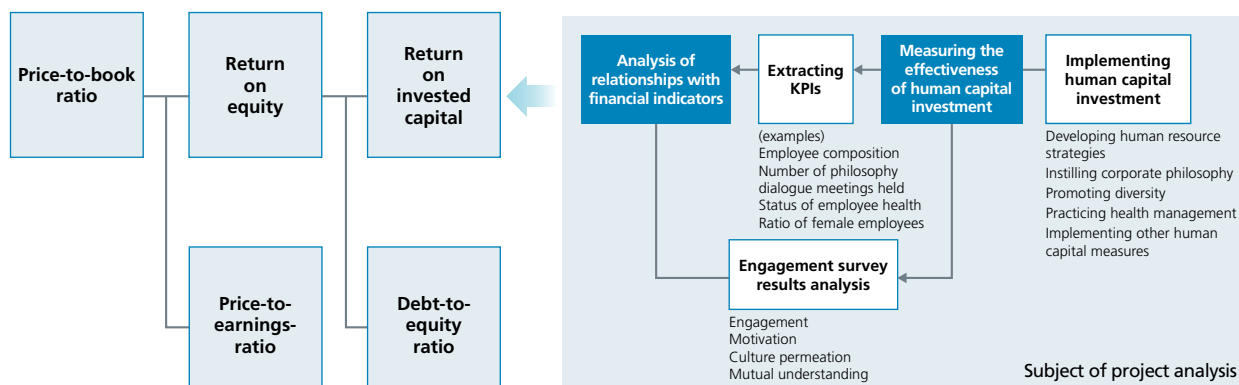 Price-to-book
ratio
Return
on
equity
Return
on
invested
capital
Price-to-
earnings-
ratio
Debt-to-
equity
ratio
Analysis of
relationships with
financial indicators
Extracting
KPIs
(examples)
Employee composition
Number of philosophy
dialogue meetings held
Status of employee health
Ratio of female employees
Measuring the
effectiveness
of human capital
investment
Implementing
human capital
investment
Developing human resource
strategies
Instilling corporate philosophy
Promoting diversity
Practicing health management
Implementing other human
capital measures
Engagement survey
results analysis
Engagement
Motivation
Culture permeation
Mutual understanding
Subject of project analysis